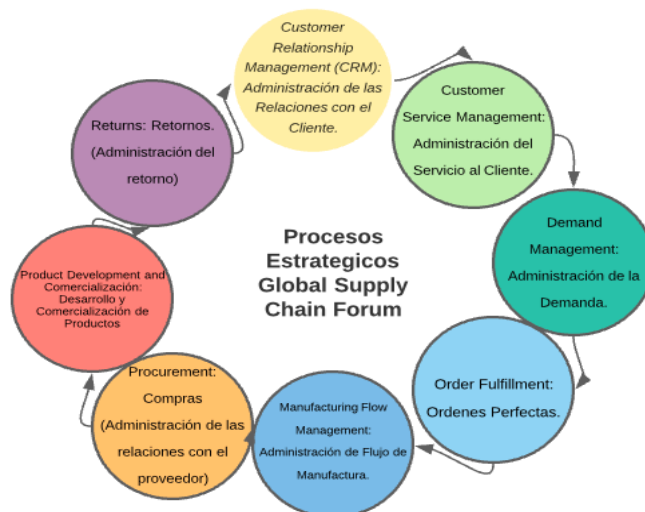 Customer
Relationship
Management (CRM):
Administración de las
Relaciones con el
Cliente.
Customer
Service Management:
Administración del
Servicio al Cliente.
Demand
Management:
Administración de la
Demanda.
Order Fulfillment:
Ordenes Perfectas.
Manufacturing Flow
Management:
Administración de Flujo de
Manufactura.
Procurement:
Compras
(Administración de las
relaciones con el
proveedor)
Product Development and
Comercialización:
Desarrollo y
Comercialización de
Productos
Returns: Retornos.
(Administración del
retorno)
Procesos
Estrategicos
Global Supply
Chain Forum